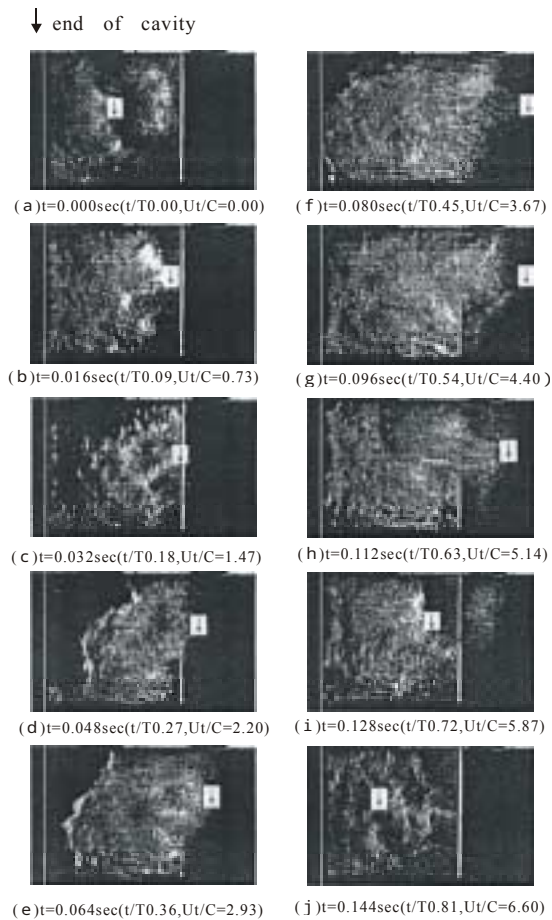 ↓ end of cavity
(a)t=0.000sec(t/T0.00,Ut/C=0.00)
(b)t=0.016sec(t/T0.09,Ut/C=0.73)
(c)t=0.032sec(t/T0.18,Ut/C=1.47)
(d)t=0.048sec(t/T0.27,Ut/C=2.20)
(e)t=0.064sec(t/T0.36,Ut/C=2.93)
(f)t=0.080sec(t/T0.45,Ut/C=3.67)
(g)t=0.096sec(t/T0.54,Ut/C=4.40)
(h)t=0.112sec(t/T0.63,Ut/C=5.14)
(i)t=0.128sec(t/T0.72,Ut/C=5.87)
(j)t=0.144sec(t/T0.81,Ut/C=6.60)